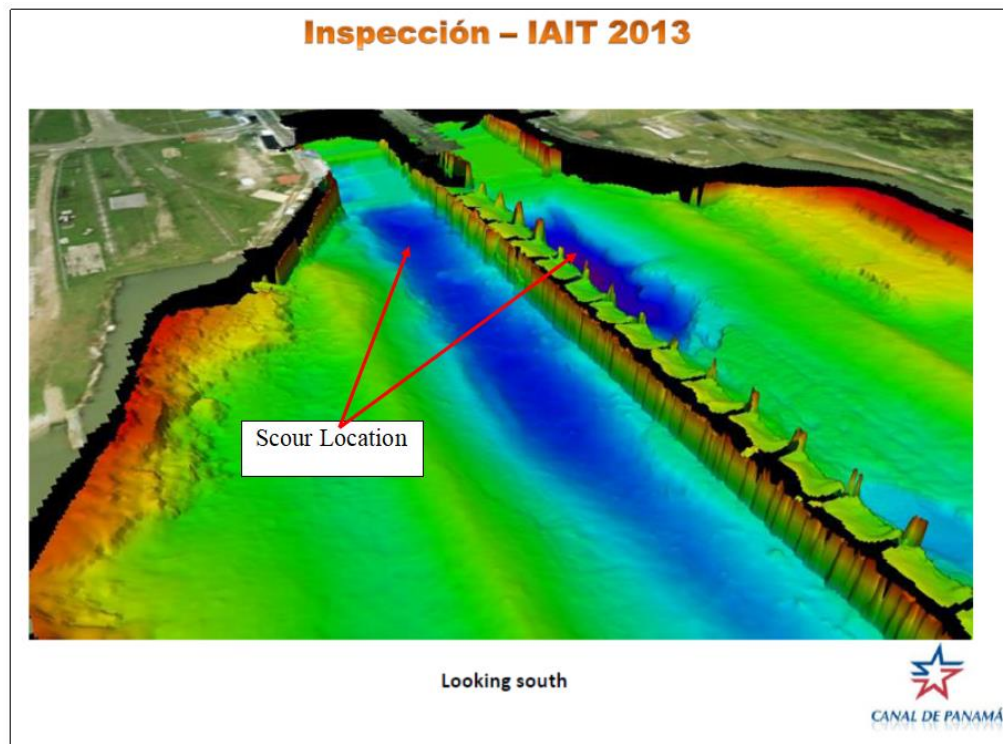 Inspección – IAIT 2013
Scour Location
Looking south
CANAL DE PANAMÁ